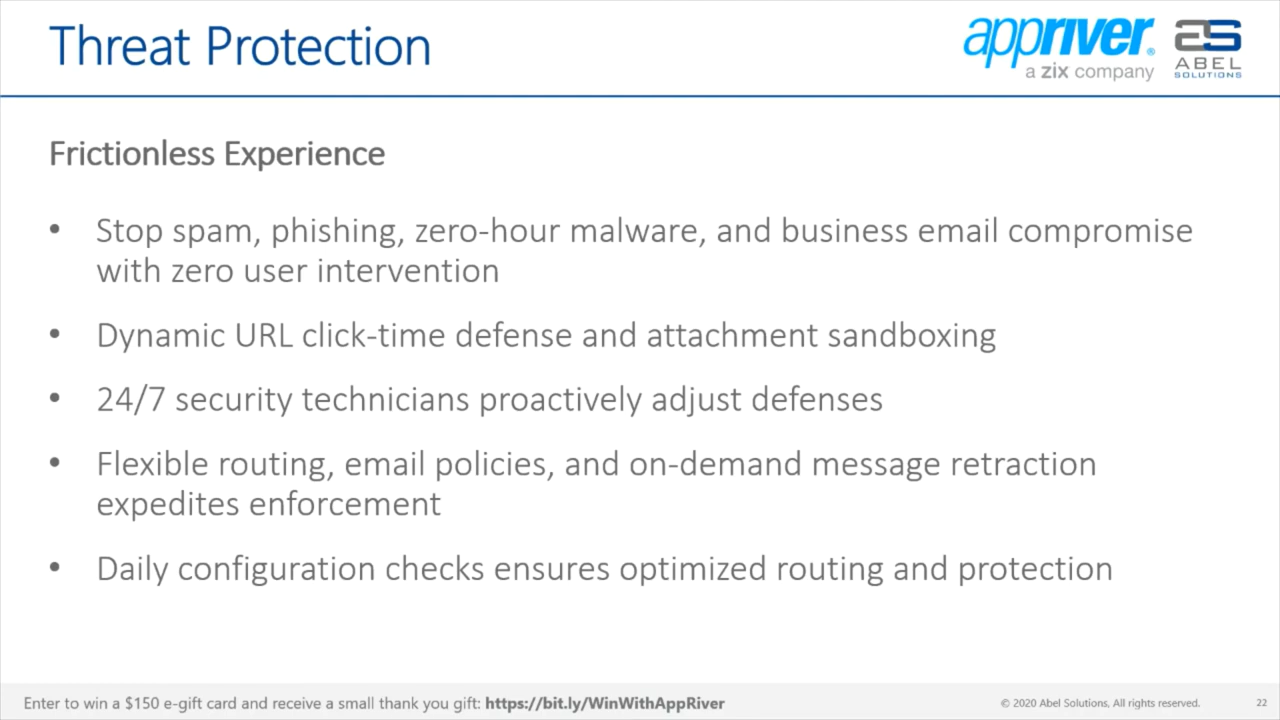 Threat Protection
appriver®
a zix company
as
ABEL
SOLUTIONS
Frictionless Experience
• Stop spam, phishing, zero-hour malware, and business email compromise
with zero user intervention
• Dynamic URL click-time defense and attachment sandboxing
• 24/7 security technicians proactively adjust defenses
• Flexible routing, email policies, and on-demand message retraction
expedites enforcement
• Daily configuration checks ensures optimized routing and protection
Enter to win a $150 e-gift card and receive a small thank you gift: https://bit.ly/WinWithAppRiver
© 2020 Abel Solutions, All rights reserved.
22